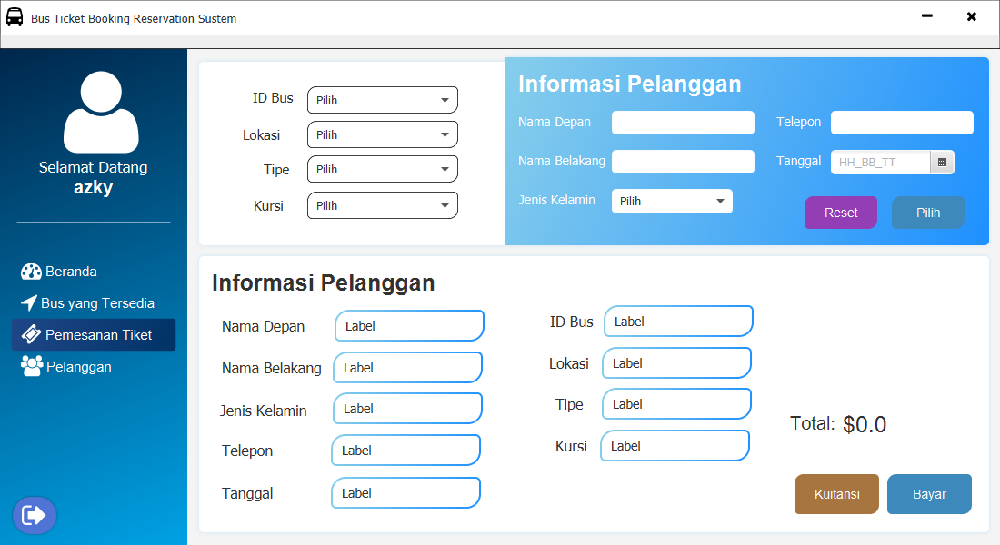 Bus Ticket Booking Reservation Sustem
Selamat Datang
azky
Beranda
Bus yang Tersedia
Pemesanan Tiket
Pelanggan
ID Bus Pilih
Lokasi Pilih
Tipe Pilih
Kursi Pilih
Informasi Pelanggan
Nama Depan Telepon
Nama Belakang Tanggal HH_BB_TT
Jenis Kelamin Pilih
Reset Pilih
Informasi Pelanggan
Nama Depan Label
Nama Belakang Label
Jenis Kelamin Label
Telepon Label
Tanggal Label
ID Bus Label
Lokasi Label
Tipe Label
Kursi Label
Total: $0.0
Kuitansi Bayar